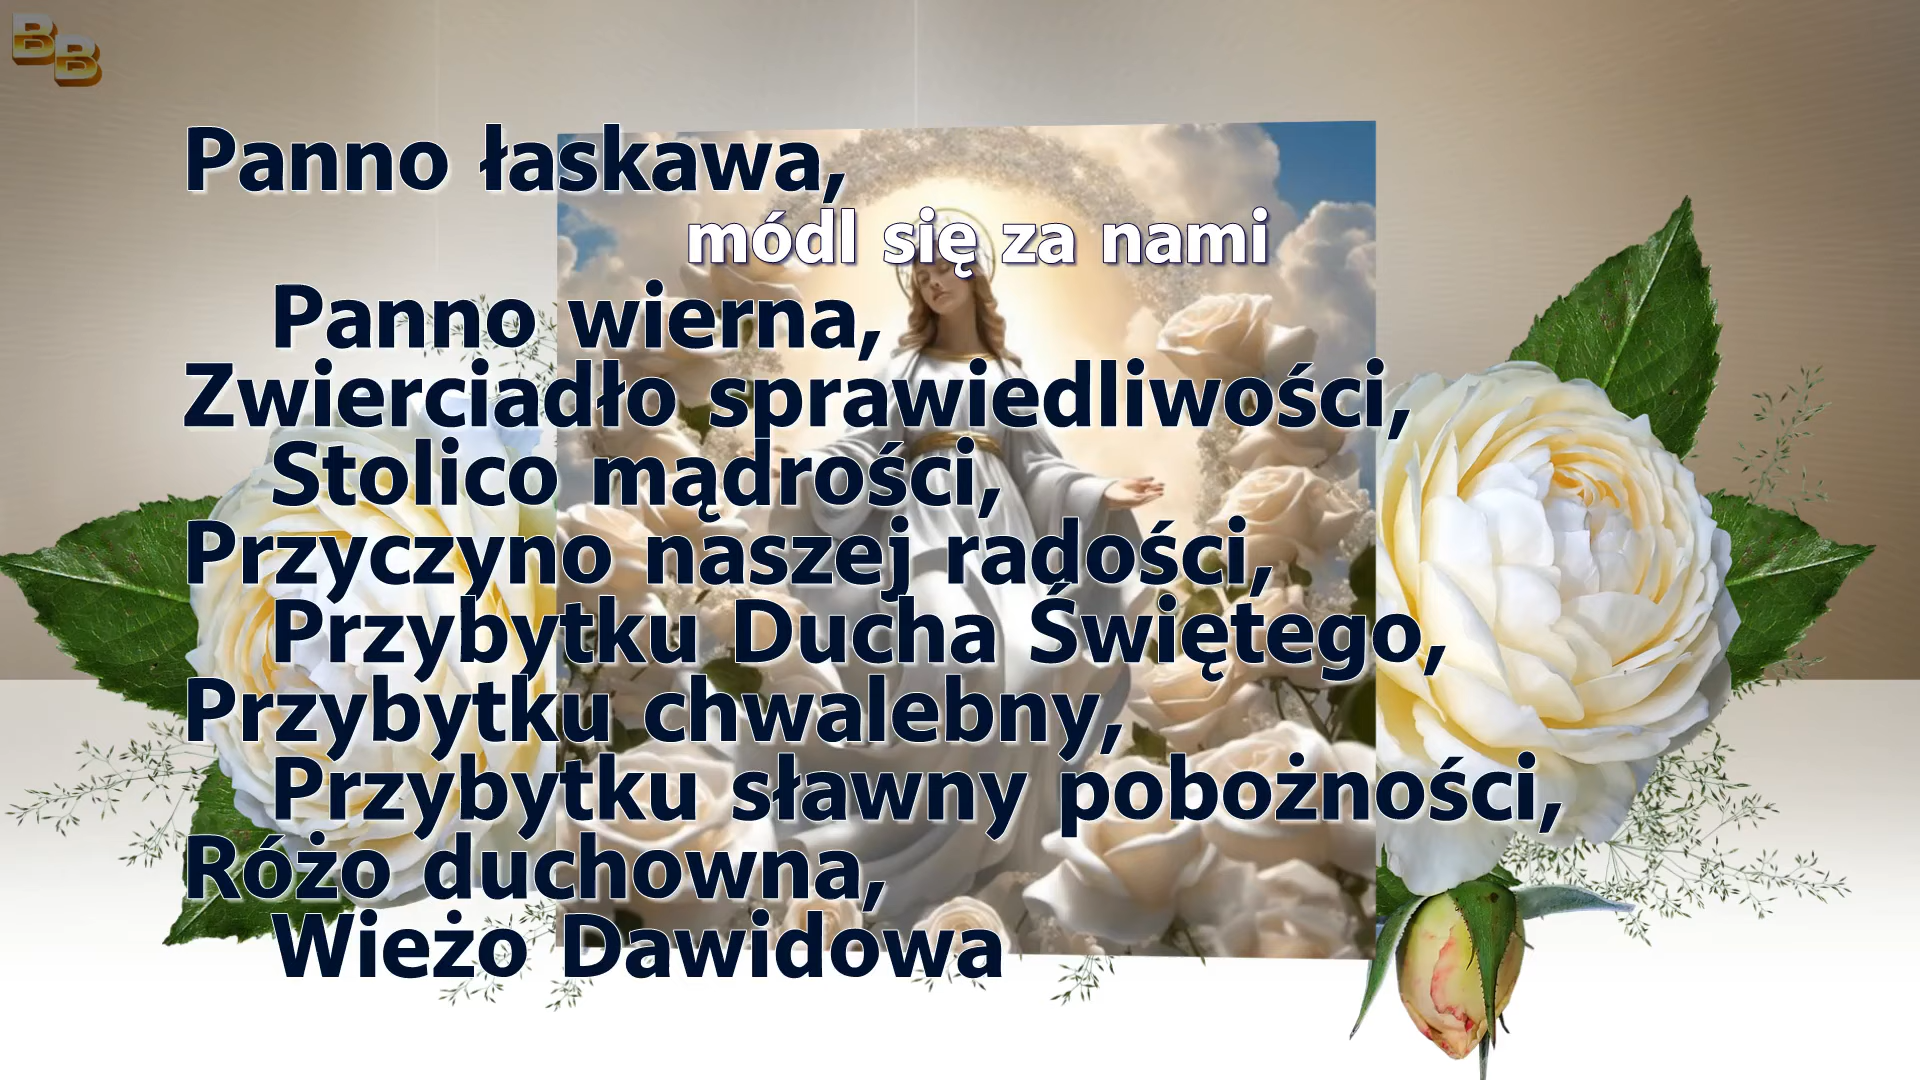 BB
Panno łaskawa,
módl się za nami
Panno wierna,
Zwierciadło sprawiedliwości,
Stolico mądrości,
Przyczyno naszej radości,
Przybytku Ducha Świętego,
Przybytku chwalebny,
Przybytku sławny pobożności,
Różo duchowna,
Wieżo Dawidowa